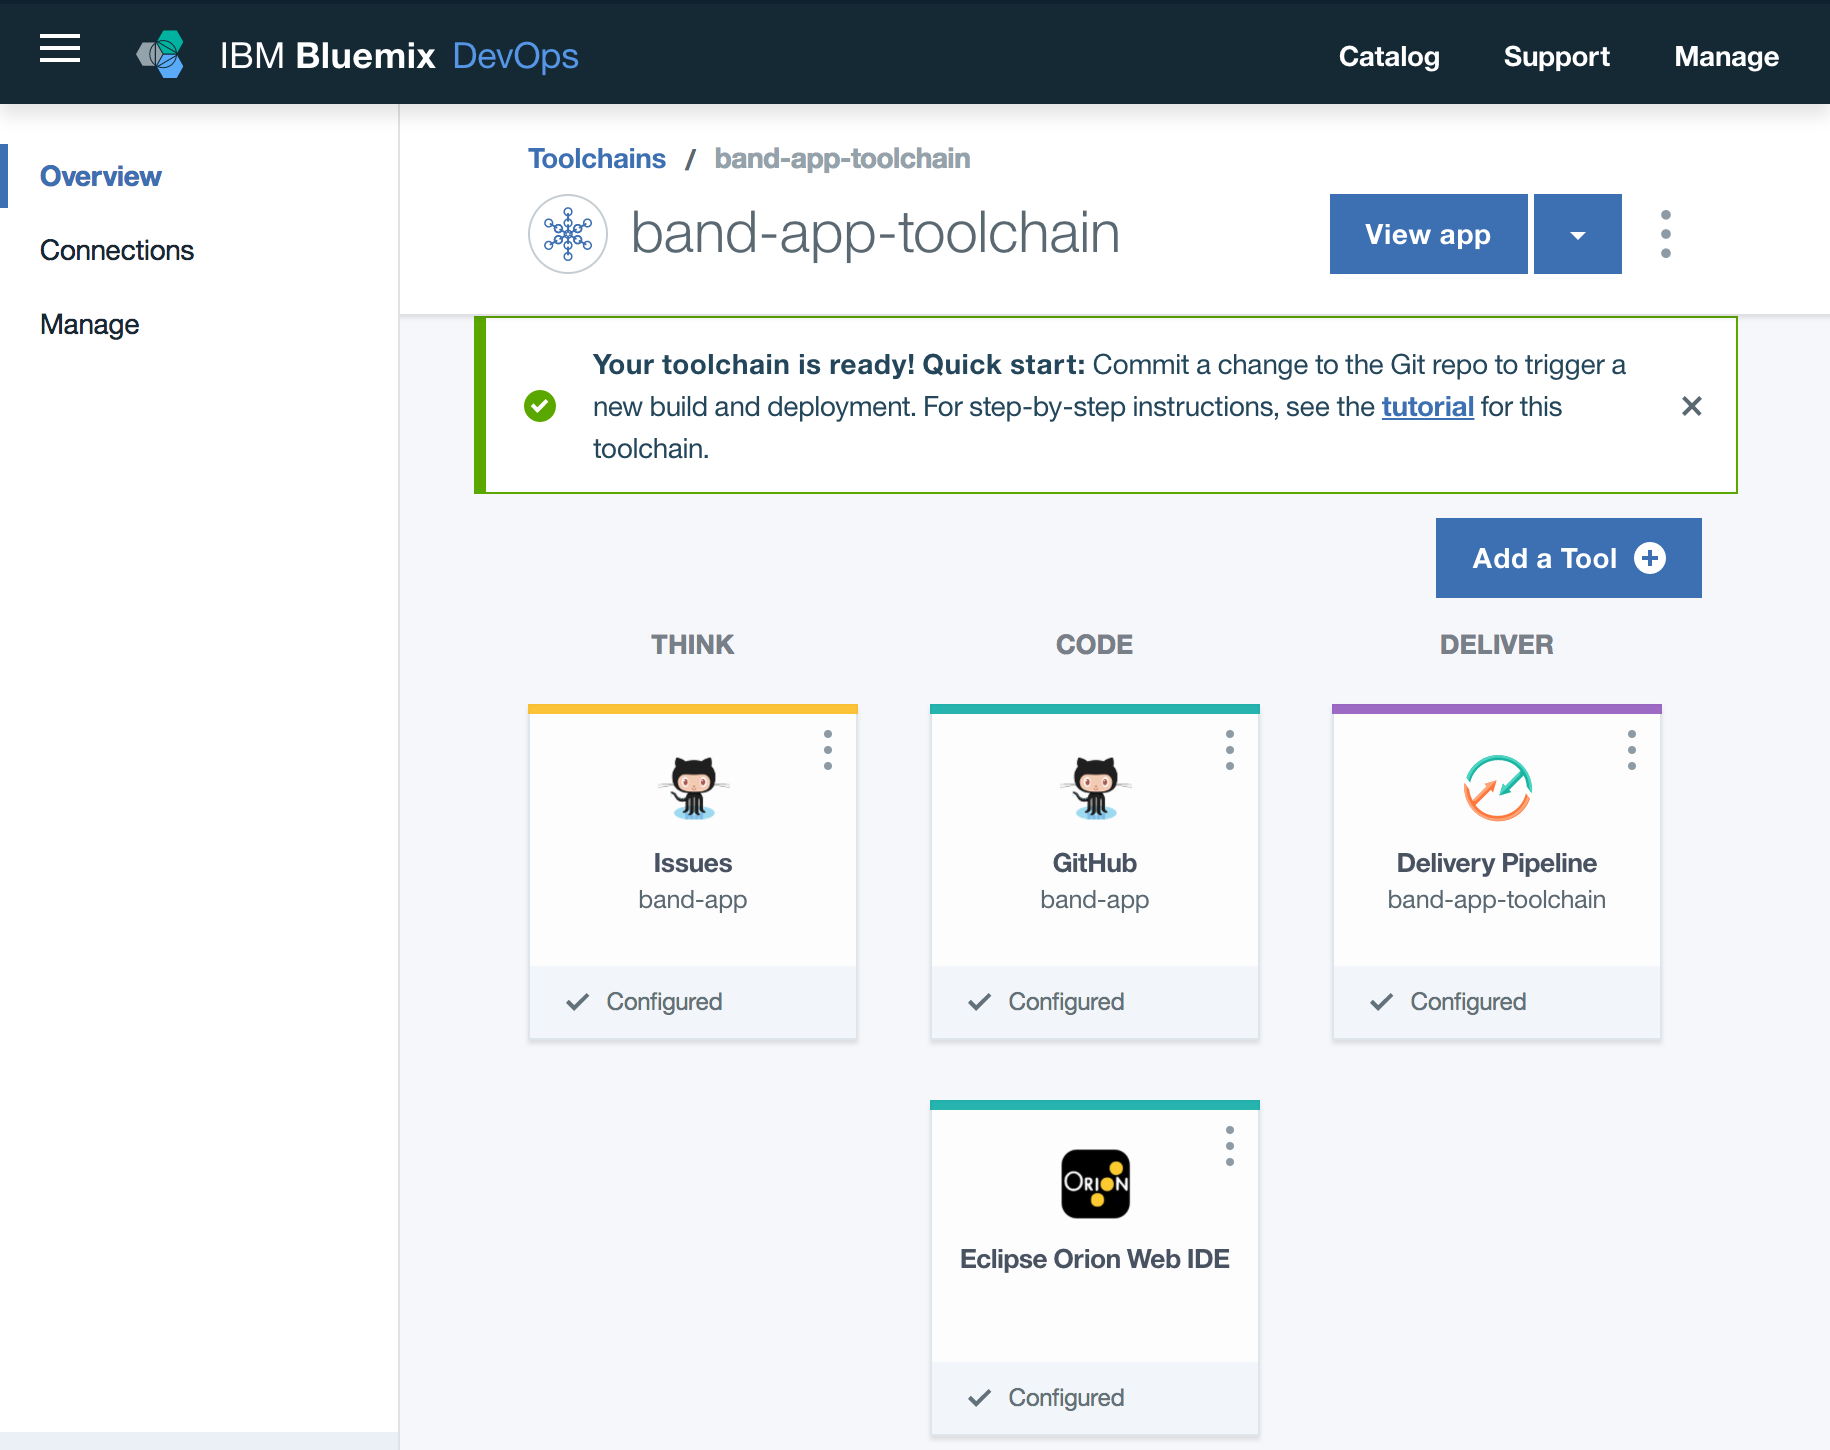 IBM Bluemix DevOps
Catalog
Support
Manage
Overview
Connections
Manage
Toolchains / band-app-toolchain
band-app-toolchain
View app
Your toolchain is ready! Quick start: Commit a change to the Git repo to trigger a
new build and deployment. For step-by-step instructions, see the tutorial for this
toolchain.
Add a Tool
THINK
CODE
DELIVER
Issues
band-app
Configured
GitHub
band-app
Configured
Delivery Pipeline
band-app-toolchain
Configured
ORION
Eclipse Orion Web IDE
Configured